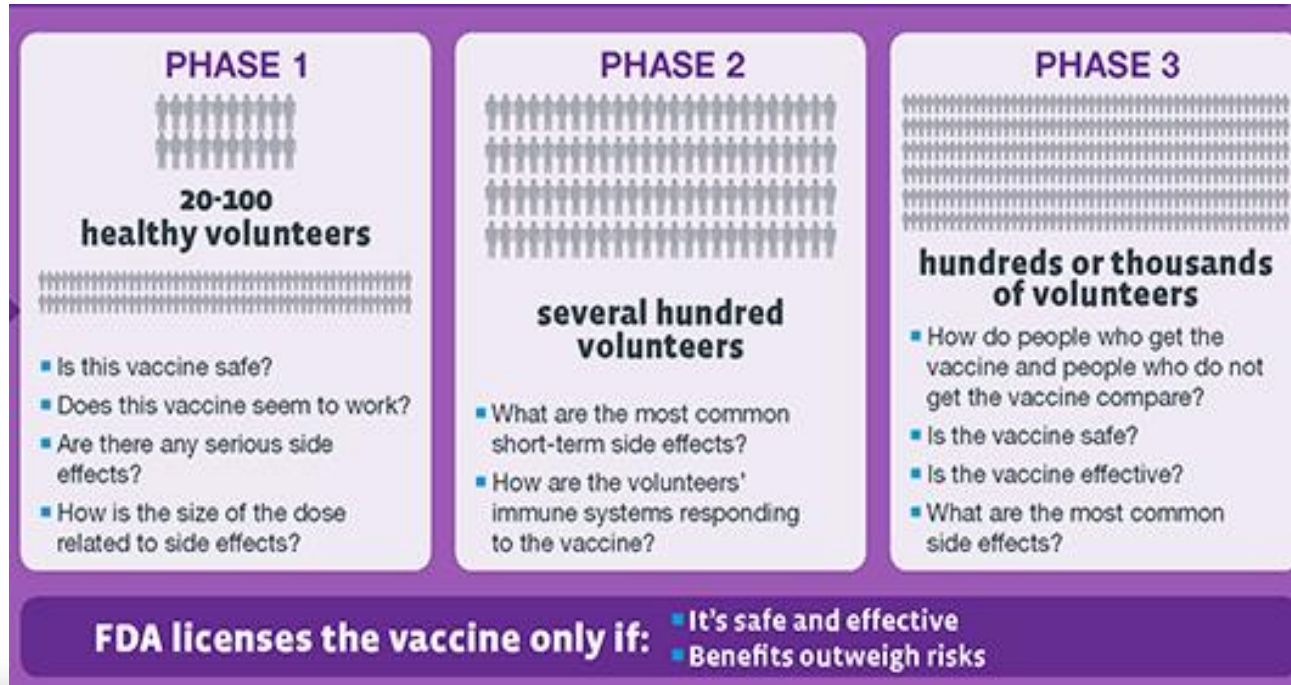 PHASE 1
20-100
healthy volunteers
Is this vaccine safe?
Does this vaccine seem to work?
Are there any serious side
effects?
How is the size of the dose
related to side effects?
PHASE 2
several hundred
volunteers
What are the most common
short-term side effects?
How are the volunteers'
immune systems responding
to the vaccine?
PHASE 3
hundreds or thousands
of volunteers
How do people who get the
vaccine and people who do not
get the vaccine compare?
Is the vaccine safe?
Is the vaccine effective?
What are the most common
side effects?
FDA licenses the vaccine only if:
It's safe and effective
Benefits outweigh risks